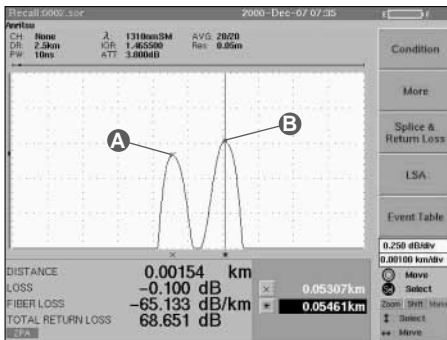 Recall:0007.sor 2000-Dec-07 07:35
Anritsu
CH: None λ 1310nmSM AVG: 20/20
DR: 2.5km IOR: 1.465500 Res: 0.05m
PW: 10ns ATT: 3.000dB
A
B
DISTANCE 0.00154 km
LOSS -0.100 dB × 0.05307km
FIBER LOSS -65.133 dB/km * 0.05461km
TOTAL RETURN LOSS 68.651 dB
2PA
Condition
More
Splice &
Return Loss
LSA
Event Table
0.250 dB/div
0.00100 km/div
Move
Select
Zoom Shift
Select
Move